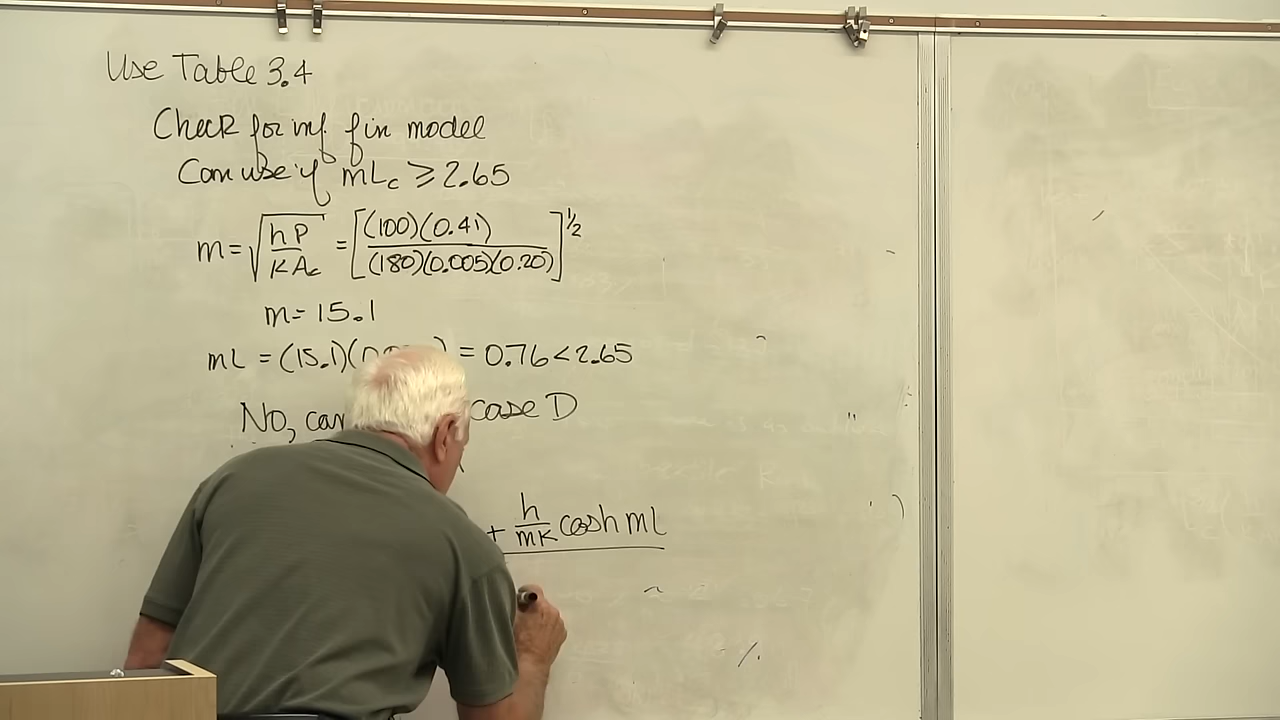 Use Table 3.4
Check for inf. fin model
Can use if mLc ≥ 2.65
m = √(hP/KAc) = [(100)(0.41)/(180)(0.005)(0.20)]^1/2
m = 15.1
mL = (15.1)( ) = 0.76 < 2.65
No, case D
+ h/mK cosh mL